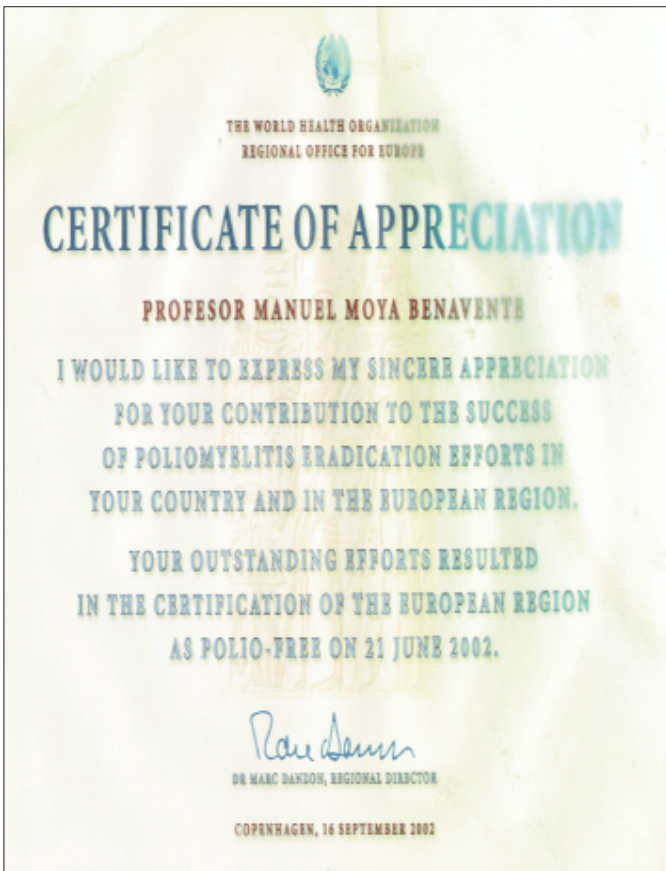 THE WORLD HEALTH ORGANIZATION
REGIONAL OFFICE FOR EUROPE
CERTIFICATE OF APPRECIATION
PROFESOR MANUEL MOYA BENAVENTE
I WOULD LIKE TO EXPRESS MY SINCERE APPRECIATION
FOR YOUR CONTRIBUTION TO THE SUCCESS
OF POLIOMYELITIS ERADICATION EFFORTS IN
YOUR COUNTRY AND IN THE EUROPEAN REGION.
YOUR OUTSTANDING EFFORTS RESULTED
IN THE CERTIFICATION OF THE EUROPEAN REGION
AS POLIO-FREE ON 21 JUNE 2002.
Marc Danzon
DR MARC DANZON, REGIONAL DIRECTOR
COPENHAGEN, 16 SEPTEMBER 2002